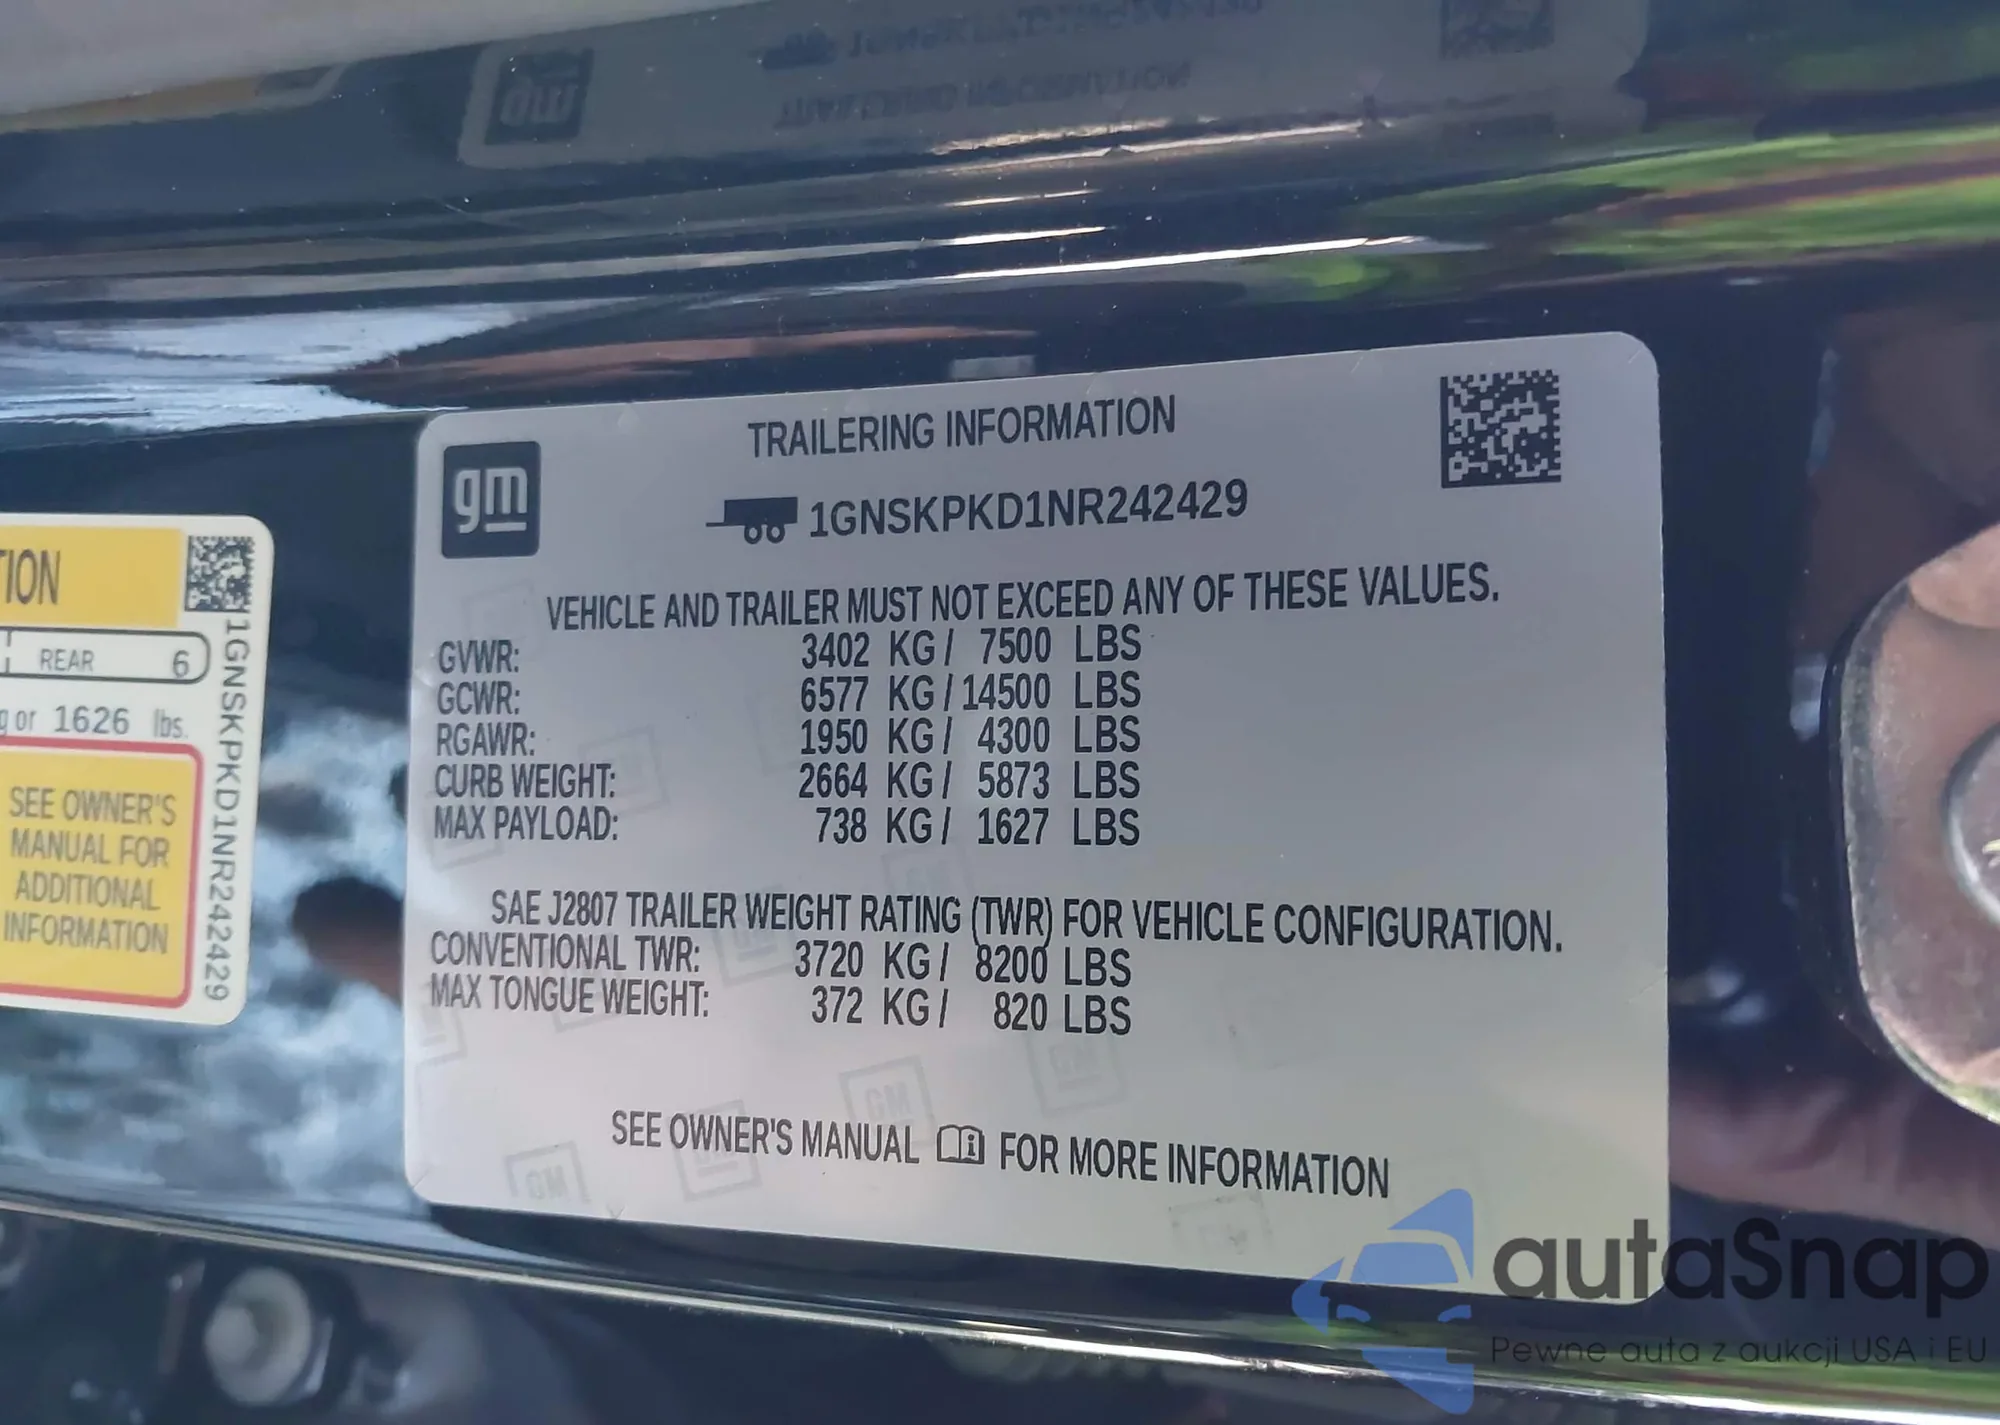 TION
REAR 6
g or 1626 lbs.
SEE OWNER'S
MANUAL FOR
ADDITIONAL
INFORMATION
1GNSKPKD1NR242429
gm
TRAILERING INFORMATION
1GNSKPKD1NR242429
VEHICLE AND TRAILER MUST NOT EXCEED ANY OF THESE VALUES.
GVWR: 3402 KG / 7500 LBS
GCWR: 6577 KG / 14500 LBS
RGAWR: 1950 KG / 4300 LBS
CURB WEIGHT: 2664 KG / 5873 LBS
MAX PAYLOAD: 738 KG / 1627 LBS
SAE J2807 TRAILER WEIGHT RATING (TWR) FOR VEHICLE CONFIGURATION.
CONVENTIONAL TWR: 3720 KG / 8200 LBS
MAX TONGUE WEIGHT: 372 KG / 820 LBS
SEE OWNER'S MANUAL FOR MORE INFORMATION
autaSnap
Pewne auta z aukcji USA i EU